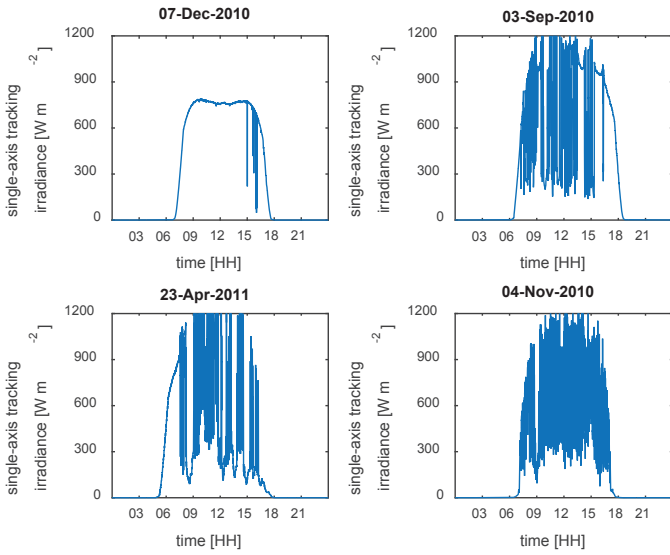 07-Dec-2010
1200
900
600
300
0
03 06 09 12 15 18 21
time [HH]
single-axis tracking
irradiance [W m -2 ]
03-Sep-2010
1200
900
600
300
0
03 06 09 12 15 18 21
time [HH]
single-axis tracking
irradiance [W m -2 ]
23-Apr-2011
1200
900
600
300
0
03 06 09 12 15 18 21
time [HH]
single-axis tracking
irradiance [W m -2 ]
04-Nov-2010
1200
900
600
300
0
03 06 09 12 15 18 21
time [HH]
single-axis tracking
irradiance [W m -2 ]